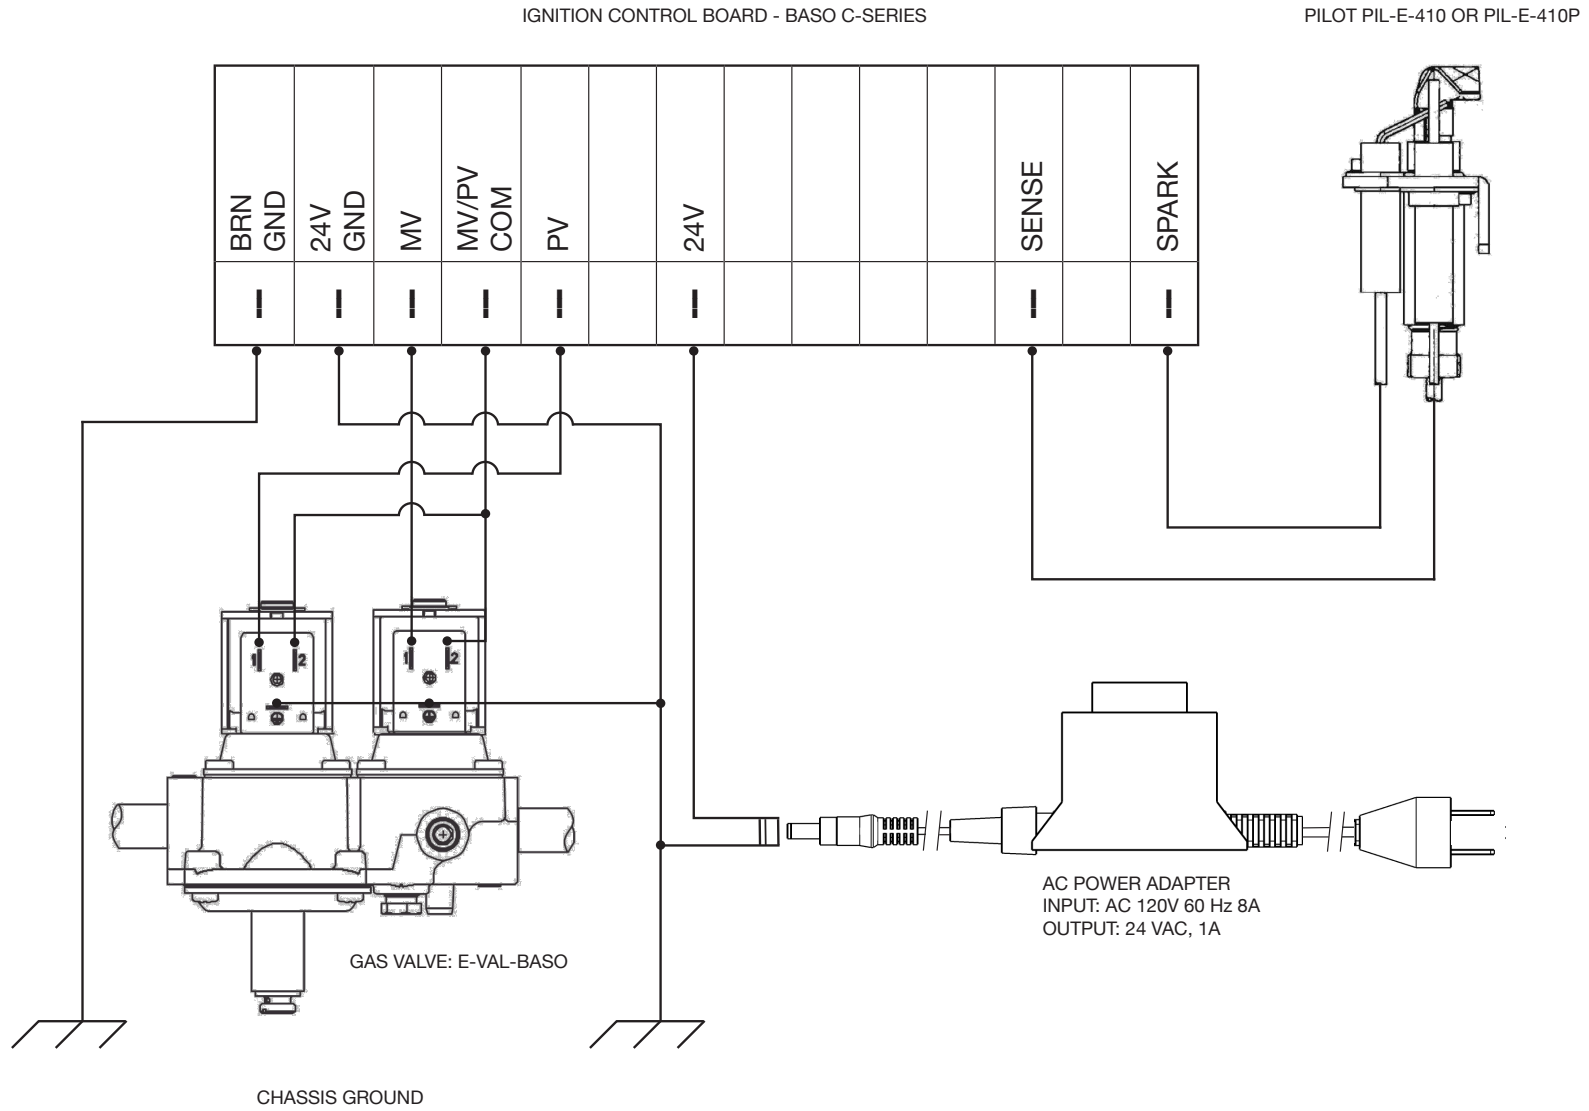 IGNITION CONTROL BOARD - BASO C-SERIES
PILOT PIL-E-410 OR PIL-E-410P
BRN
GND
24V
GND
MV
MV/PV
COM
PV
24V
SENSE
SPARK
1
2
1
2
AC POWER ADAPTER
INPUT: AC 120V 60 Hz 8A
OUTPUT: 24 VAC, 1A
GAS VALVE: E-VAL-BASO
CHASSIS GROUND